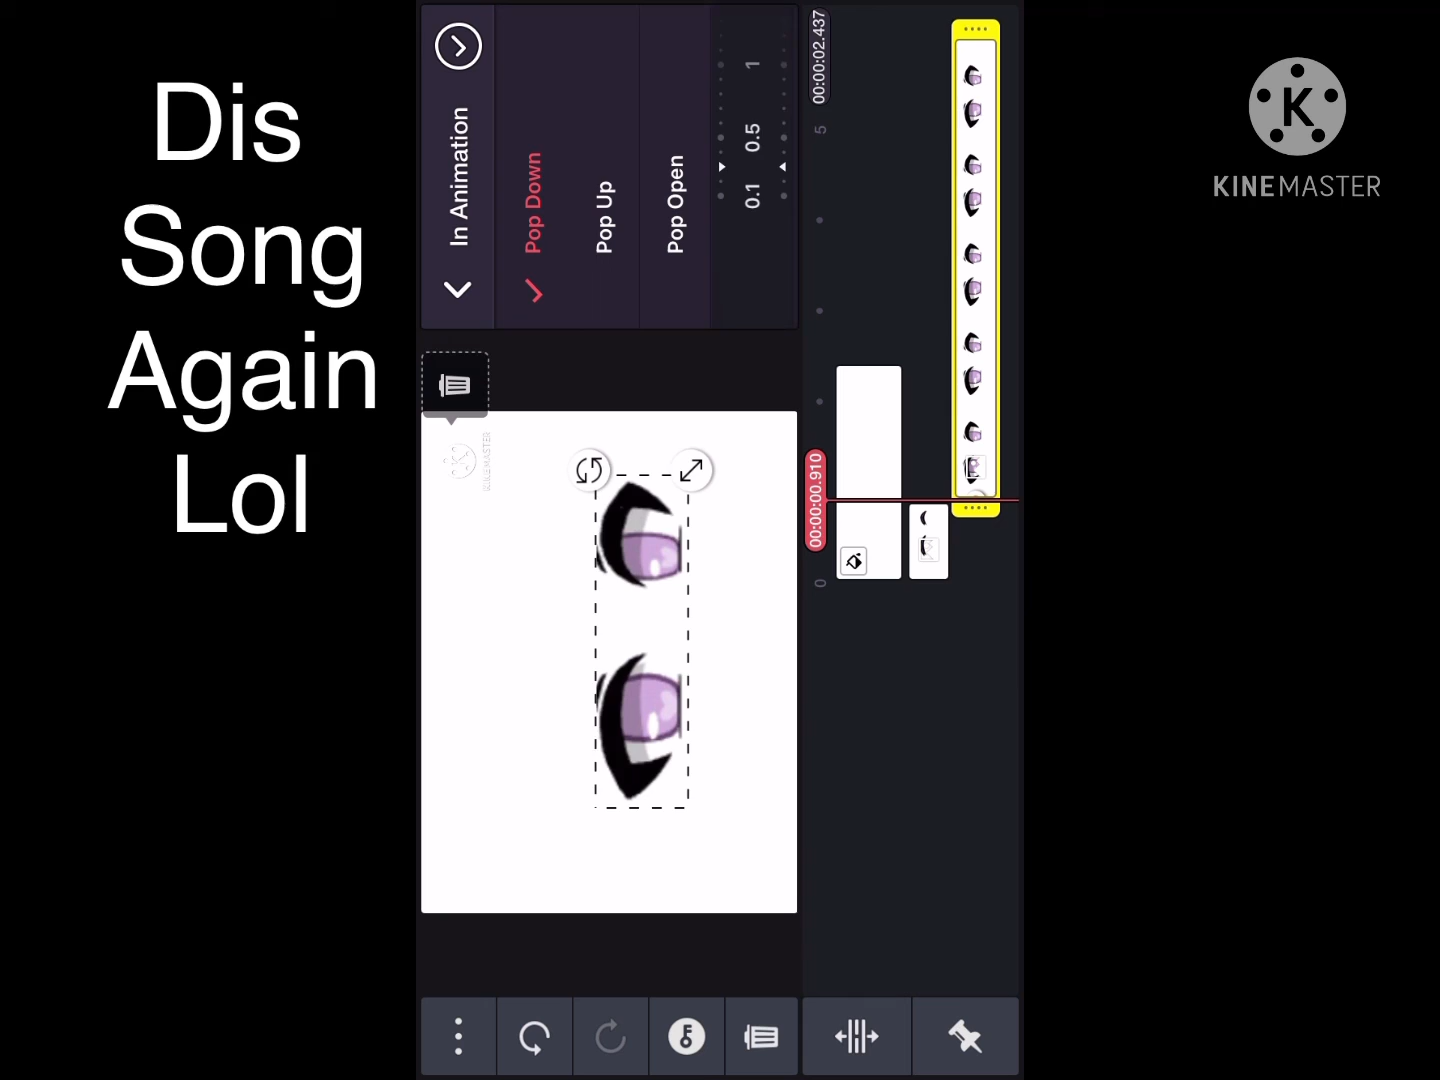 Dis
Song
Again
Lol
KINEMASTER
In Animation
Pop Down
Pop Up
Pop Open
0.1 0.5 1
KINEMASTER
00:00:00.910
00:00:02.437
0
5